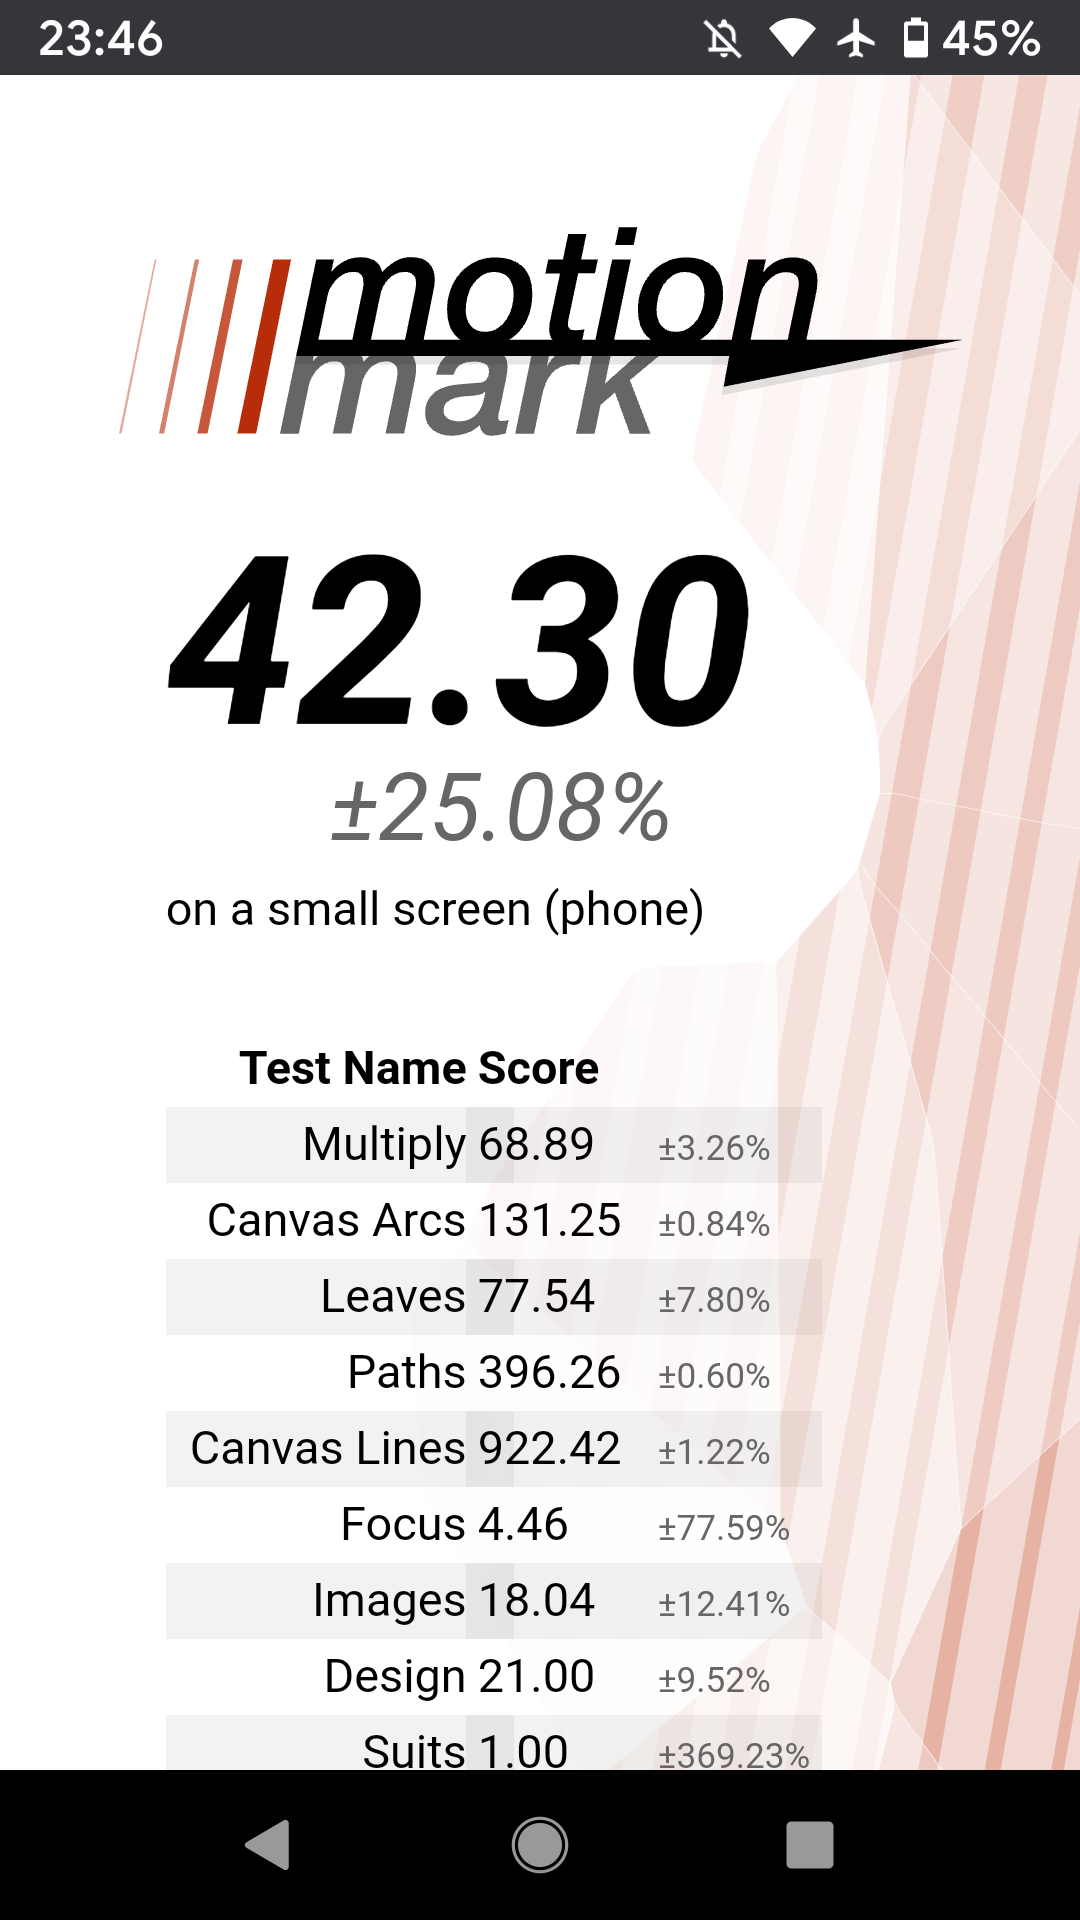 23:46 45%
motion
mark
42.30
±25.08%
on a small screen (phone)
Test Name Score
Multiply 68.89 ±3.26%
Canvas Arcs 131.25 ±0.84%
Leaves 77.54 ±7.80%
Paths 396.26 ±0.60%
Canvas Lines 922.42 ±1.22%
Focus 4.46 ±77.59%
Images 18.04 ±12.41%
Design 21.00 ±9.52%
Suits 1.00 ±369.23%